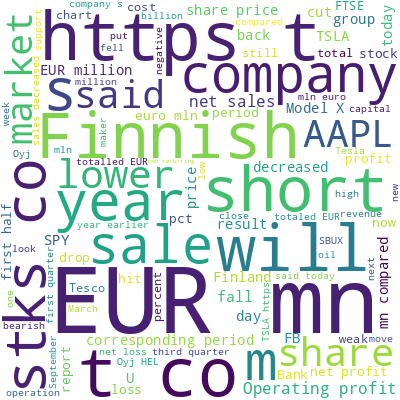 company s
cost
billion
FTSE
https t
share price
cut
chart
group
today
compared
fell
negative
put
back
TSLA
total
stock
million
still
EUR million
company
market
week
sales decreased
support
S
said
net sales
Model X
capital
mln euro
maker
euro mln
period
Finnish
AAPL
Oyj
mln
Tesla
totalled EUR
non recurring
profit
low
lower
price
decreased
short
high
new
stks co
year
year earlier
close
totaled EUR
revenue
pct
result
now
first half
look
SPY
sale
will
SBUX
oil
next
drop
hit
Finland
fall
said today
one
first quarter
Tesco
percent
day
TSLA https
EUR
mn
mn compared
March
bearish
corresponding period
FB
weak
move
September
report
net loss
third quarter
Oyj HEL
t co
m
share
Bank
net profit
U
loss
operation
Operating profit